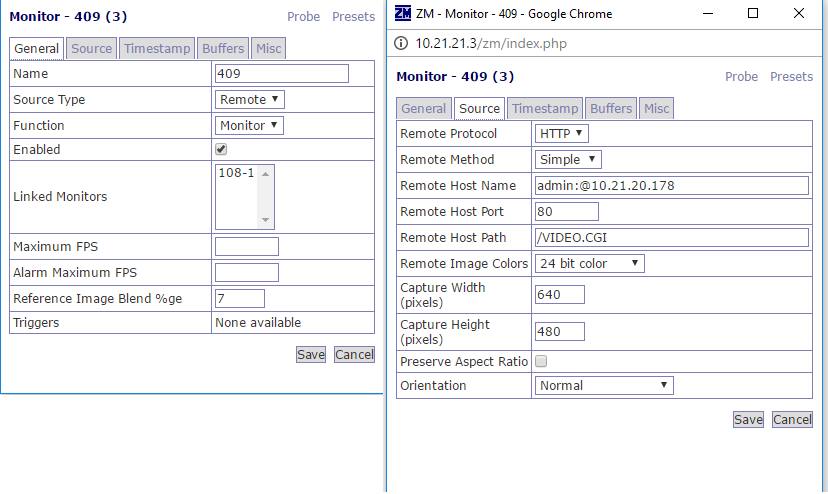 Monitor - 409 (3) Probe Presets
General Source Timestamp Buffers Misc
Name 409
Source Type Remote
Function Monitor
Enabled
Linked Monitors 108-1
Maximum FPS
Alarm Maximum FPS
Reference Image Blend %ge 7
Triggers None available
Save Cancel
ZM ZM - Monitor - 409 - Google Chrome
10.21.21.3/zm/index.php
Monitor - 409 (3) Probe Presets
General Source Timestamp Buffers Misc
Remote Protocol HTTP
Remote Method Simple
Remote Host Name admin:@10.21.20.178
Remote Host Port 80
Remote Host Path /VIDEO.CGI
Remote Image Colors 24 bit color
Capture Width
(pixels) 640
Capture Height
(pixels) 480
Preserve Aspect Ratio
Orientation Normal
Save Cancel